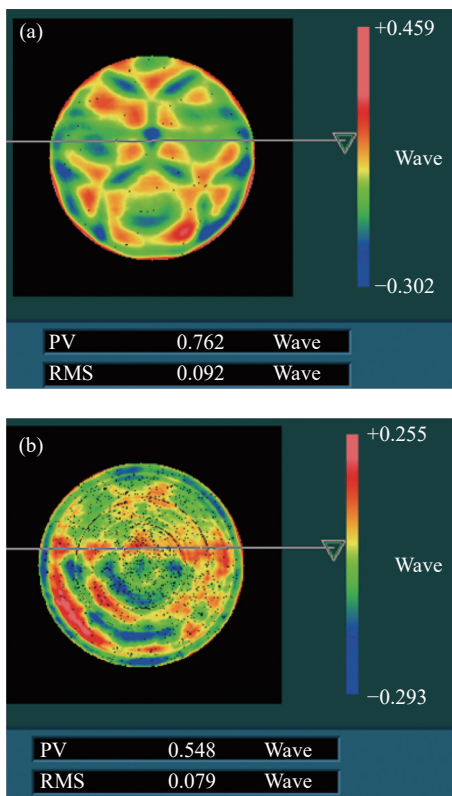 (a)
+0.459
Wave
−0.302
PV 0.762 Wave
RMS 0.092 Wave
(b)
+0.255
Wave
−0.293
PV 0.548 Wave
RMS 0.079 Wave